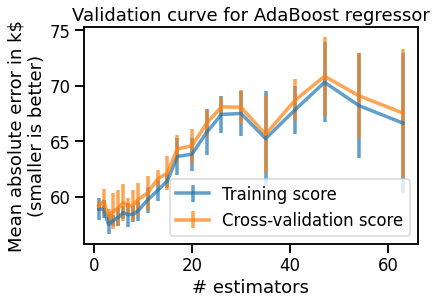 Validation curve for AdaBoost regressor
Mean absolute error in k$
(smaller is better)
75
70
65
60
Training score
Cross-validation score
0
20
40
60
# estimators